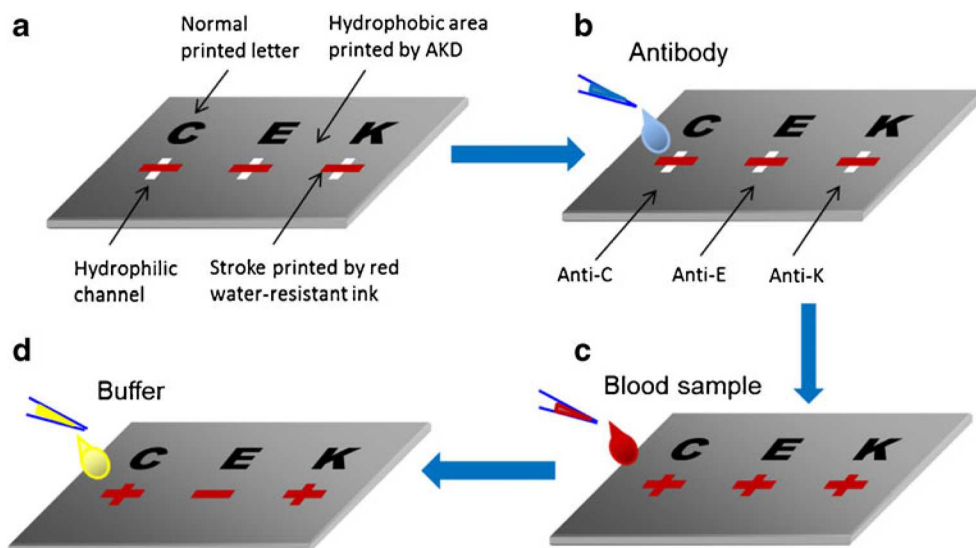 a
Normal
printed letter
Hydrophobic area
printed by AKD
C E K
Hydrophilic
channel
Stroke printed by red
water-resistant ink
b
Antibody
C E K
Anti-C
Anti-E
Anti-K
d
Buffer
C E K
c
Blood sample
C E K